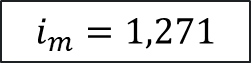 i_m = 1,271